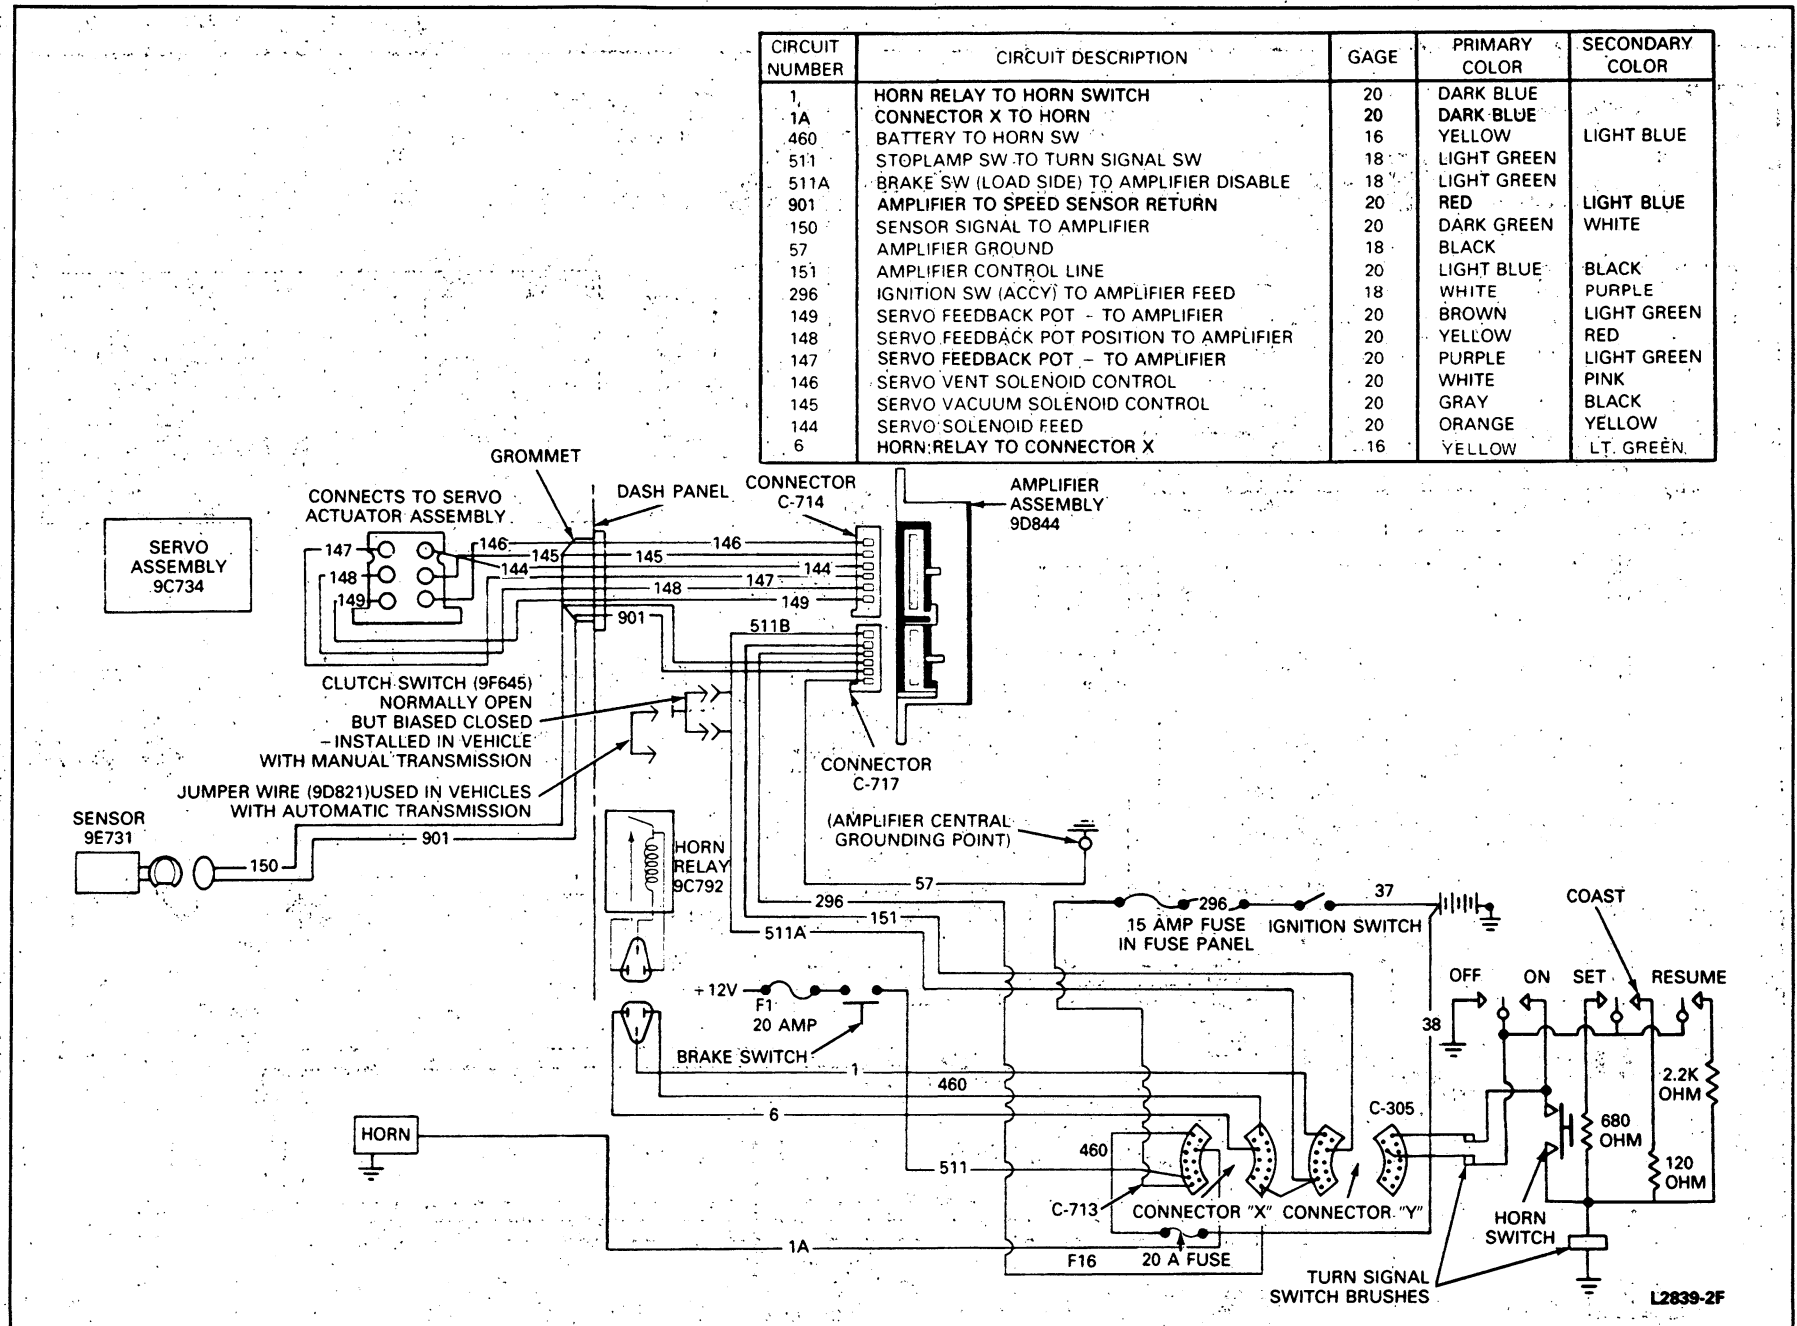 CIRCUIT NUMBER CIRCUIT DESCRIPTION GAGE PRIMARY COLOR SECONDARY COLOR
1 HORN RELAY TO HORN SWITCH 20 DARK BLUE
1A CONNECTOR X TO HORN 20 DARK BLUE
460 BATTERY TO HORN SW 16 YELLOW LIGHT BLUE
511 STOPLAMP SW TO TURN SIGNAL SW 18 LIGHT GREEN
511A BRAKE SW (LOAD SIDE) TO AMPLIFIER DISABLE 18 LIGHT GREEN
901 AMPLIFIER TO SPEED SENSOR RETURN 20 RED LIGHT BLUE
150 SENSOR SIGNAL TO AMPLIFIER 20 DARK GREEN WHITE
57 AMPLIFIER GROUND 18 BLACK
151 AMPLIFIER CONTROL LINE 20 LIGHT BLUE BLACK
296 IGNITION SW (ACCY) TO AMPLIFIER FEED 18 WHITE PURPLE
149 SERVO FEEDBACK POT - TO AMPLIFIER 20 BROWN LIGHT GREEN
148 SERVO FEEDBACK POT POSITION TO AMPLIFIER 20 YELLOW RED
147 SERVO FEEDBACK POT - TO AMPLIFIER 20 PURPLE LIGHT GREEN
146 SERVO VENT SOLENOID CONTROL 20 WHITE PINK
145 SERVO VACUUM SOLENOID CONTROL 20 GRAY BLACK
144 SERVO SOLENOID FEED 20 ORANGE YELLOW
6 HORN RELAY TO CONNECTOR X 16 YELLOW LT. GREEN
GROMMET
CONNECTS TO SERVO
ACTUATOR ASSEMBLY
DASH PANEL
CONNECTOR
C-714
AMPLIFIER
ASSEMBLY
9D844
SERVO
ASSEMBLY
9C734
147
148
149
146
145
144
146
145
144
147
148
149
901
511B
CLUTCH SWITCH (9F645)
NORMALLY OPEN
BUT BIASED CLOSED
- INSTALLED IN VEHICLE
WITH MANUAL TRANSMISSION
JUMPER WIRE (9D821)USED IN VEHICLES
WITH AUTOMATIC TRANSMISSION
CONNECTOR
C-717
SENSOR
9E731
150
901
HORN
RELAY
9C792
(AMPLIFIER CENTRAL
GROUNDING POINT)
57
296
151
511A
296
15 AMP FUSE
IN FUSE PANEL
IGNITION SWITCH
37
38
COAST
OFF
ON
SET
RESUME
+12V
F1
20 AMP
BRAKE SWITCH
1
460
6
2.2K
OHM
680
OHM
120
OHM
C-305
460
511
HORN
C-713
CONNECTOR "X"
CONNECTOR "Y"
HORN
SWITCH
1A
F16
20 A FUSE
TURN SIGNAL
SWITCH BRUSHES
L2839-2F